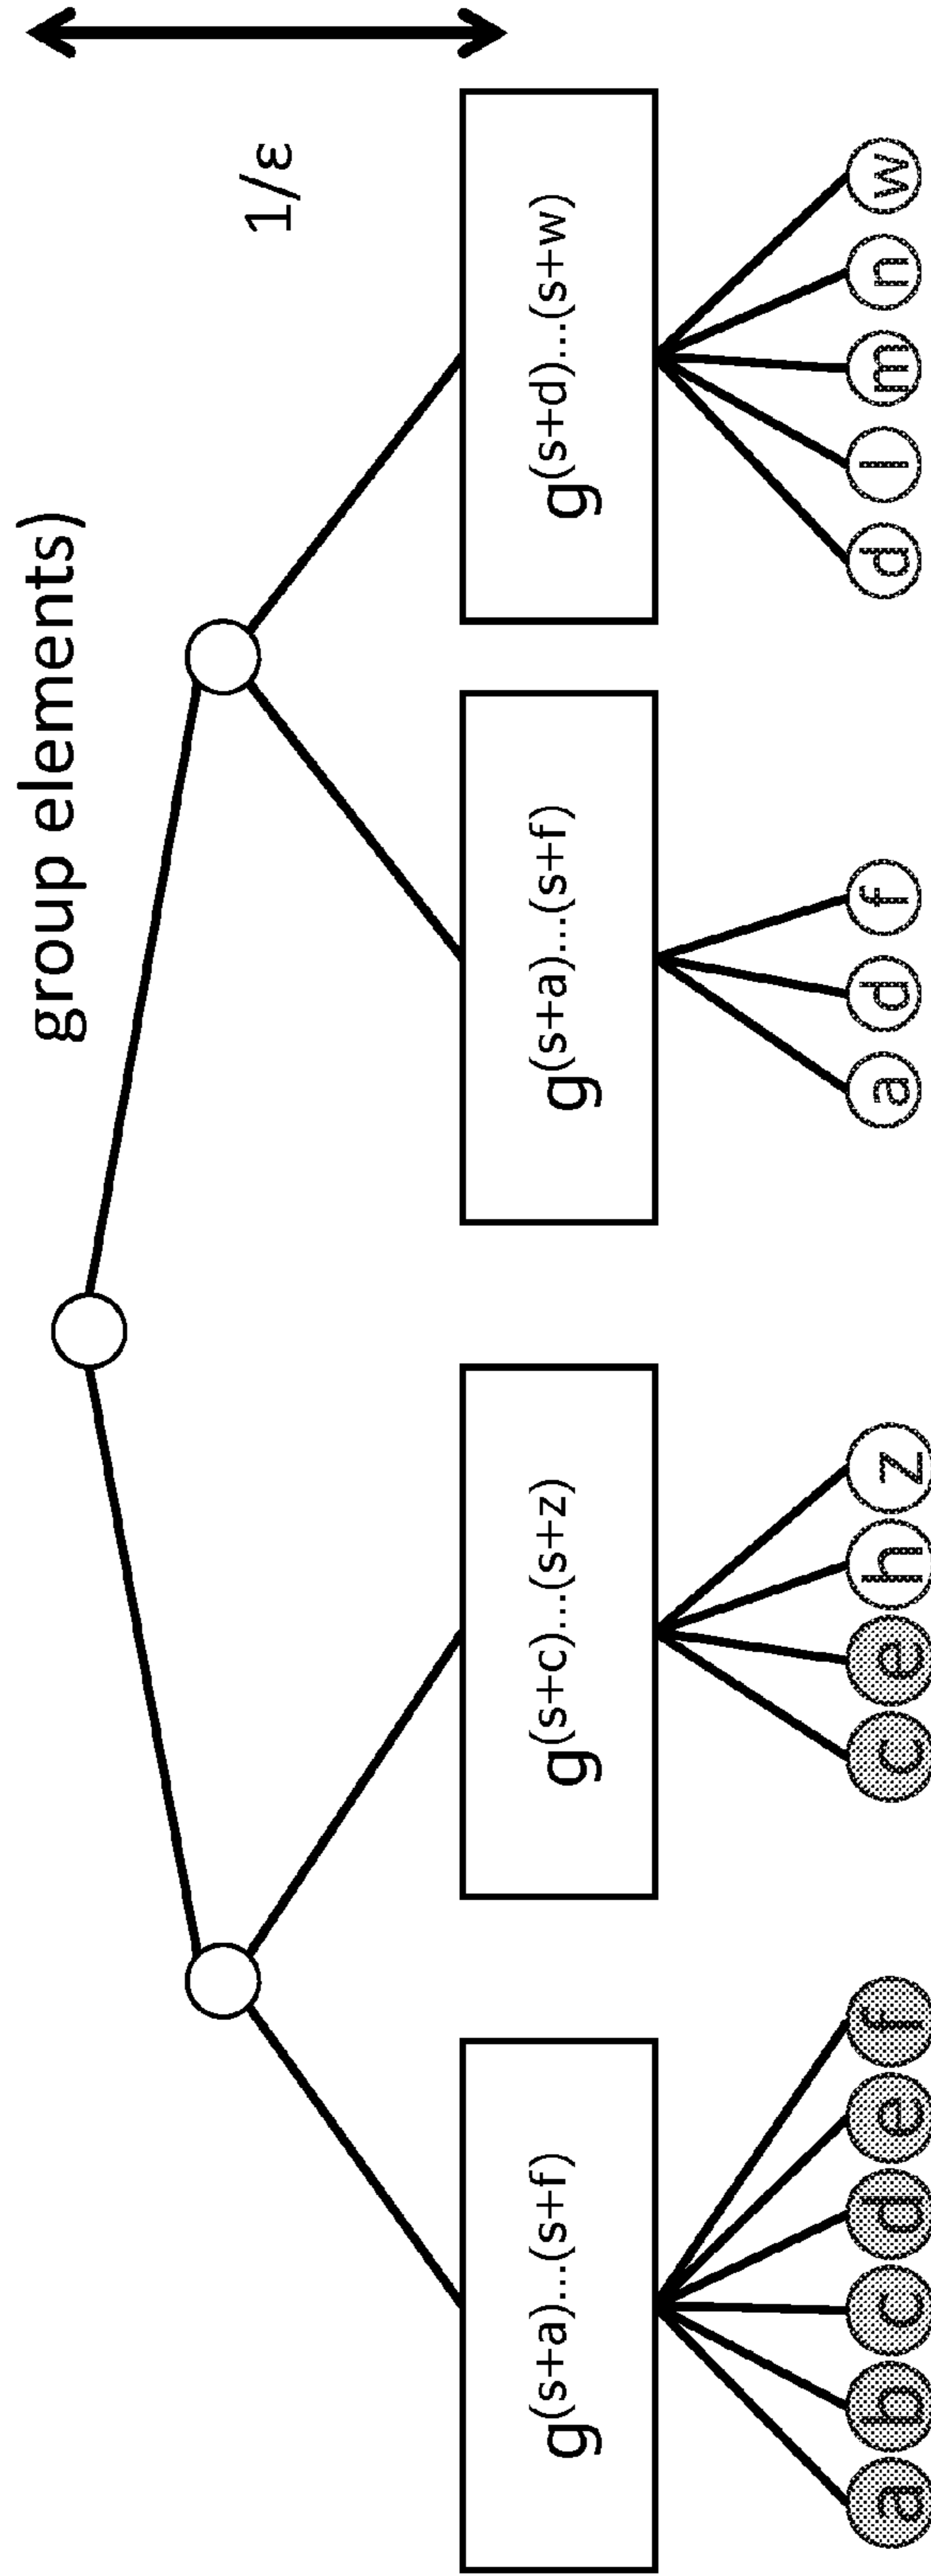 group elements)
1/ε
g(s+a)...(s+f)
g(s+c)...(s+z)
g(s+a)...(s+f)
g(s+d)...(s+w)
a b c d e f
c e h z
a d f
d l m n w